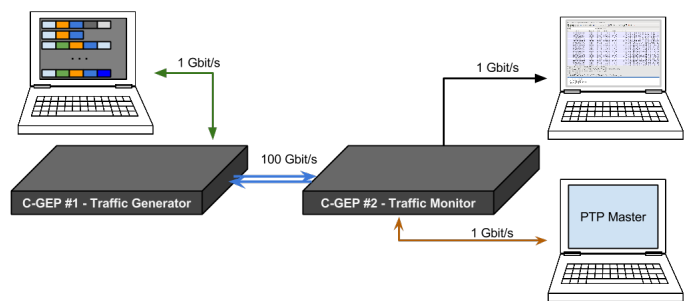 1 Gbit/s
1 Gbit/s
100 Gbit/s
C-GEP #1 - Traffic Generator
C-GEP #2 - Traffic Monitor
PTP Master
1 Gbit/s